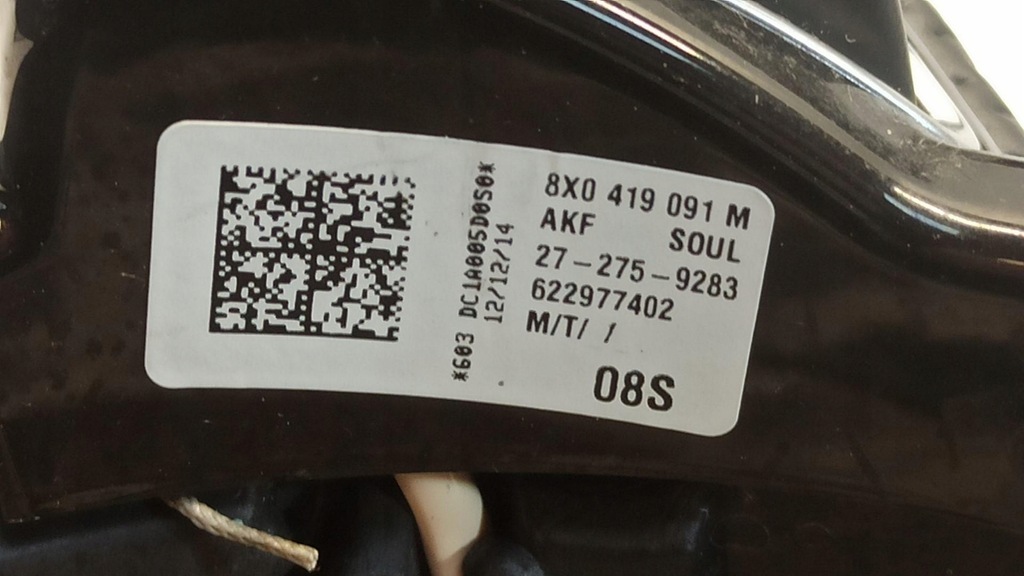 8X0 419 091 M
AKF SOUL
27-275-9283
622977402
M/T/ /
08S
*603 DC1A005D0S0*
12/12/14